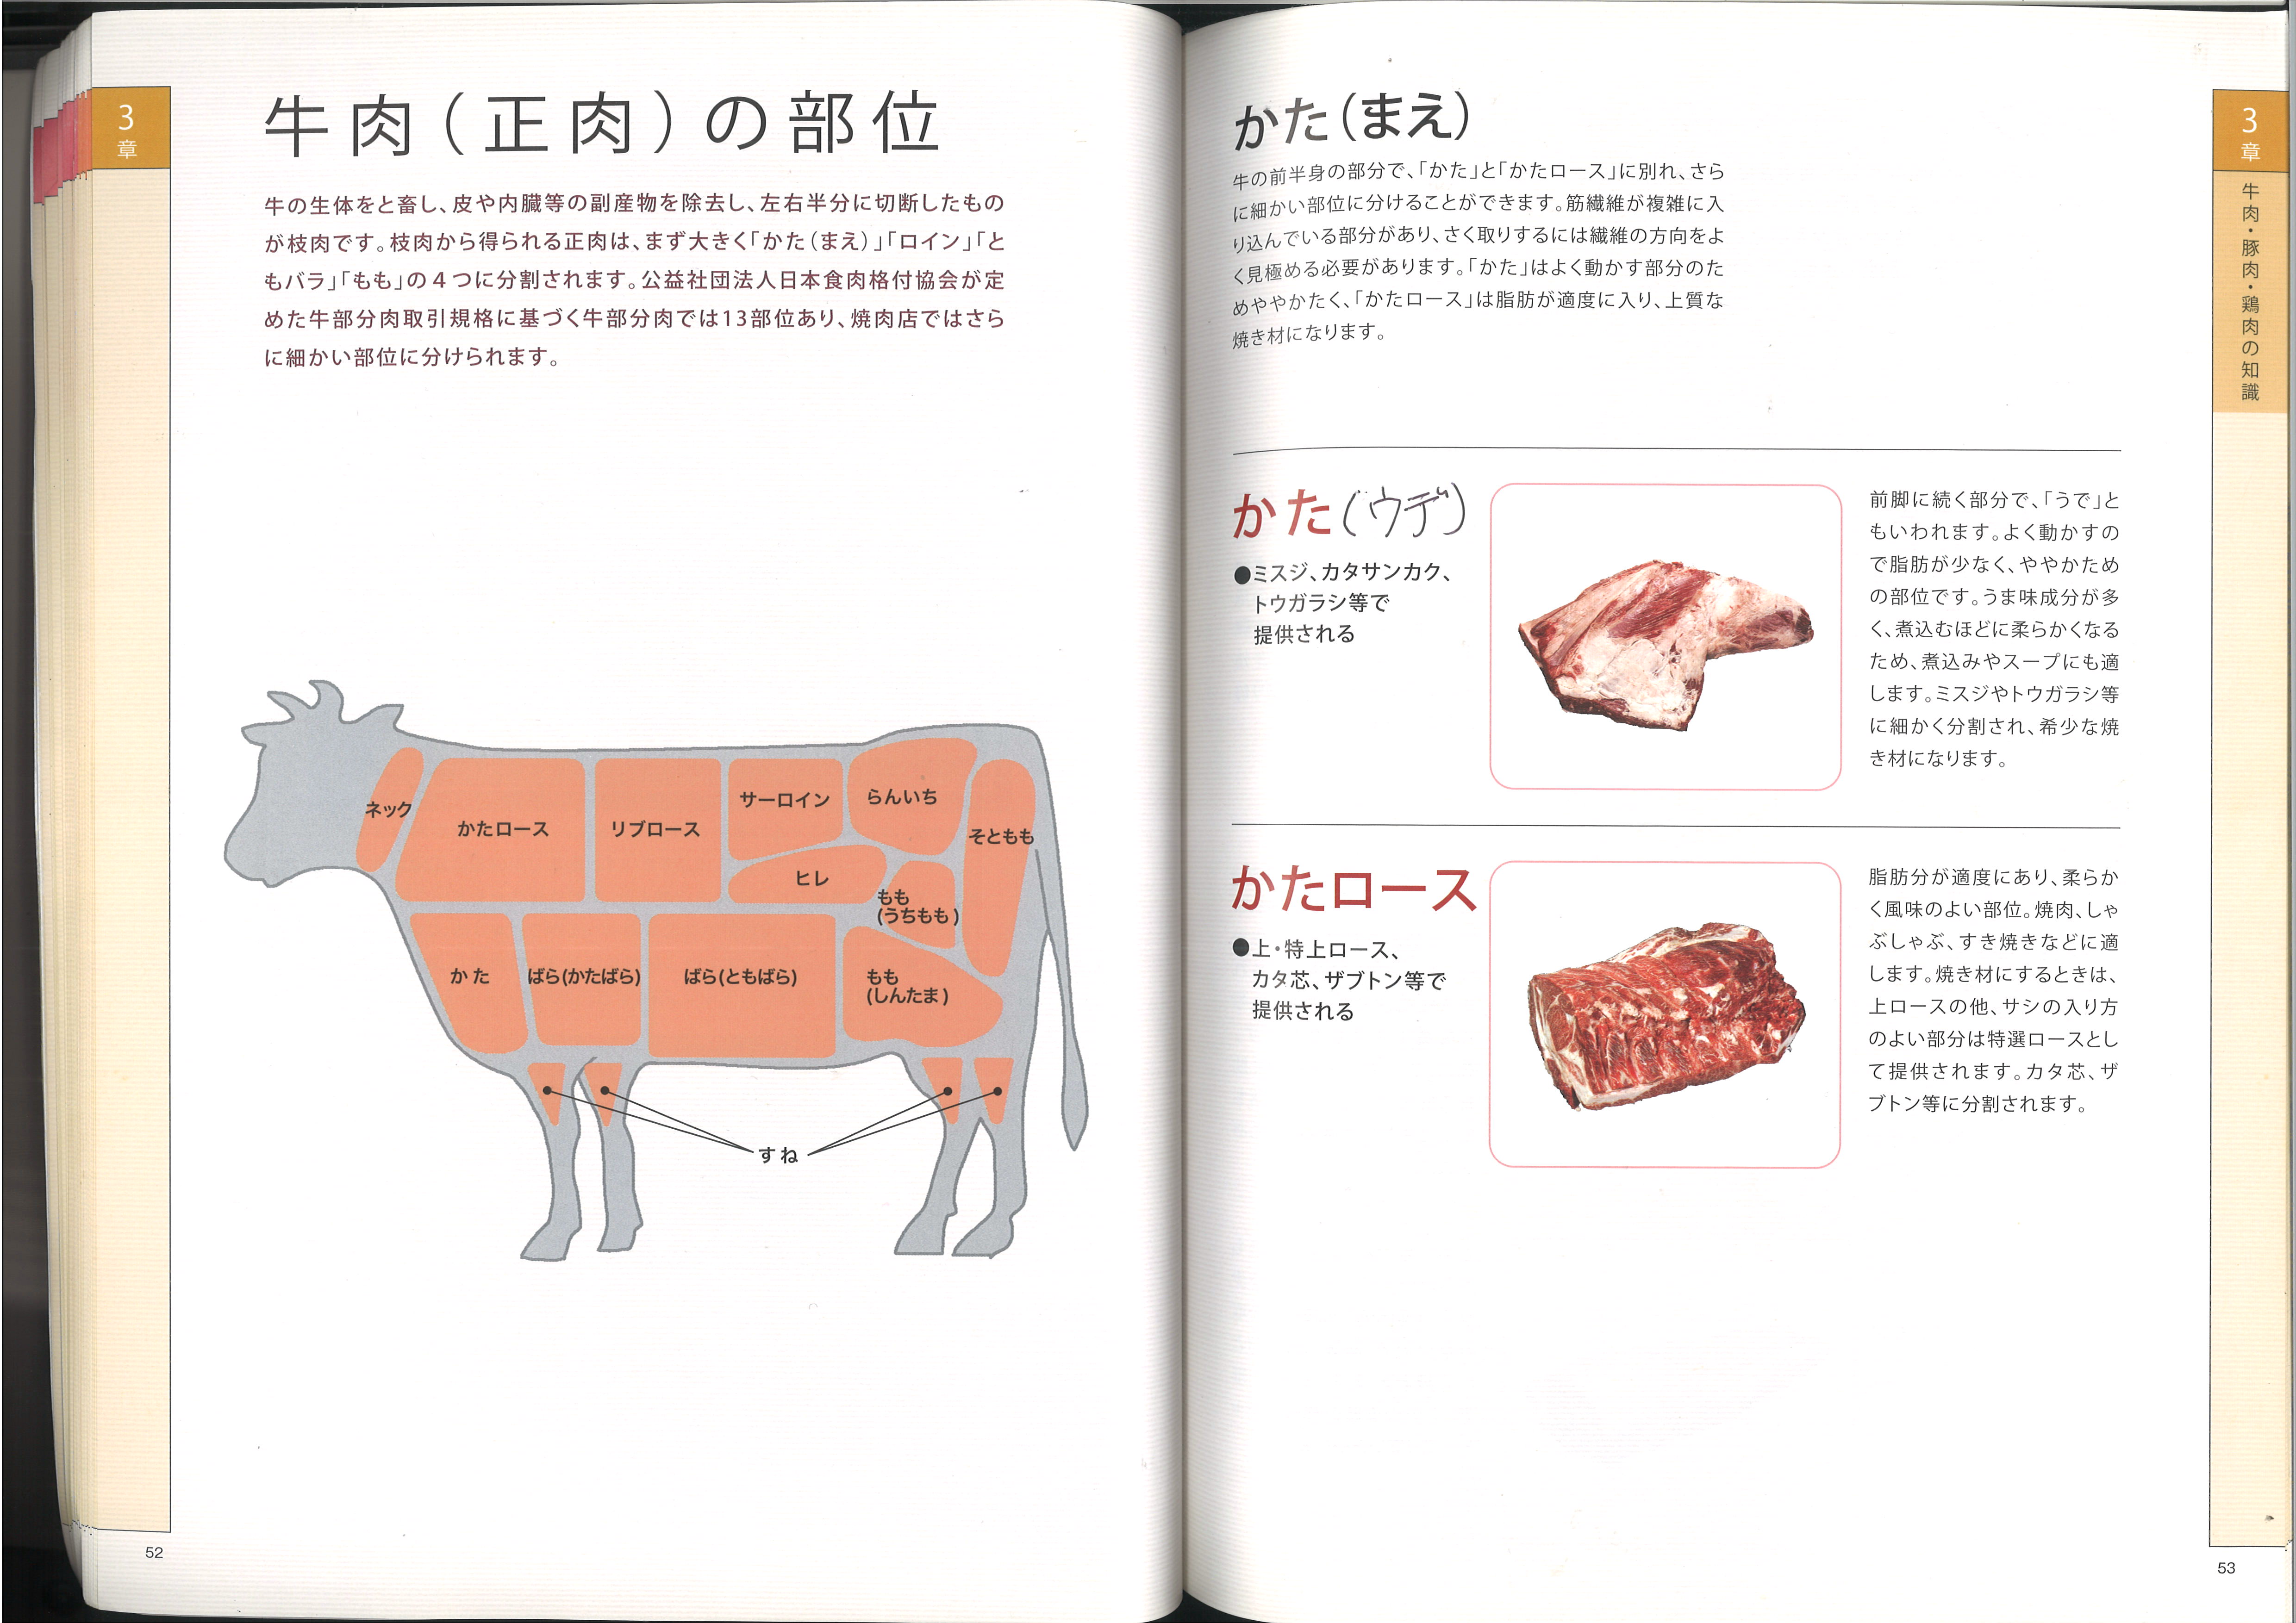 3
章
牛肉（正肉）の部位
牛の生体をと畜し、皮や内臓等の副産物を除去し、左右半分に切断したもの
が枝肉です。枝肉から得られる正肉は、まず大きく「かた（まえ）」「ロイン」「と
もバラ」「もも」の４つに分割されます。公益社団法人日本食肉格付協会が定
めた牛部分肉取引規格に基づく牛部分肉では13部位あり、焼肉店ではさら
に細かい部位に分けられます。
ネック
かたロース
リブロース
サーロイン
らんいち
そともも
ヒレ
もも
(うちもも)
かた
ばら(かたばら)
ばら(ともばら)
もも
(しんたま)
すね
52
かた（まえ）
牛の前半身の部分で、「かた」と「かたロース」に別れ、さら
に細かい部位に分けることができます。筋繊維が複雑に入
り込んでいる部分があり、さく取りするには繊維の方向をよ
く見極める必要があります。「かた」はよく動かす部分のた
めややかたく、「かたロース」は脂肪が適度に入り、上質な
焼き材になります。
かた(ウデ)
●ミスジ、カタサンカク、
トウガラシ等で
提供される
前脚に続く部分で、「うで」と
もいわれます。よく動かすの
で脂肪が少なく、ややかため
の部位です。うま味成分が多
く、煮込むほどに柔らかくなる
ため、煮込みやスープにも適
します。ミスジやトウガラシ等
に細かく分割され、希少な焼
き材になります。
かたロース
●上・特上ロース、
カタ芯、ザブトン等で
提供される
脂肪分が適度にあり、柔らか
く風味のよい部位。焼肉、しゃ
ぶしゃぶ、すき焼きなどに適
します。焼き材にするときは、
上ロースの他、サシの入り方
のよい部分は特選ロースとし
て提供されます。カタ芯、ザ
ブトン等に分割されます。
3
章
牛肉・豚肉・鶏肉の知識
53